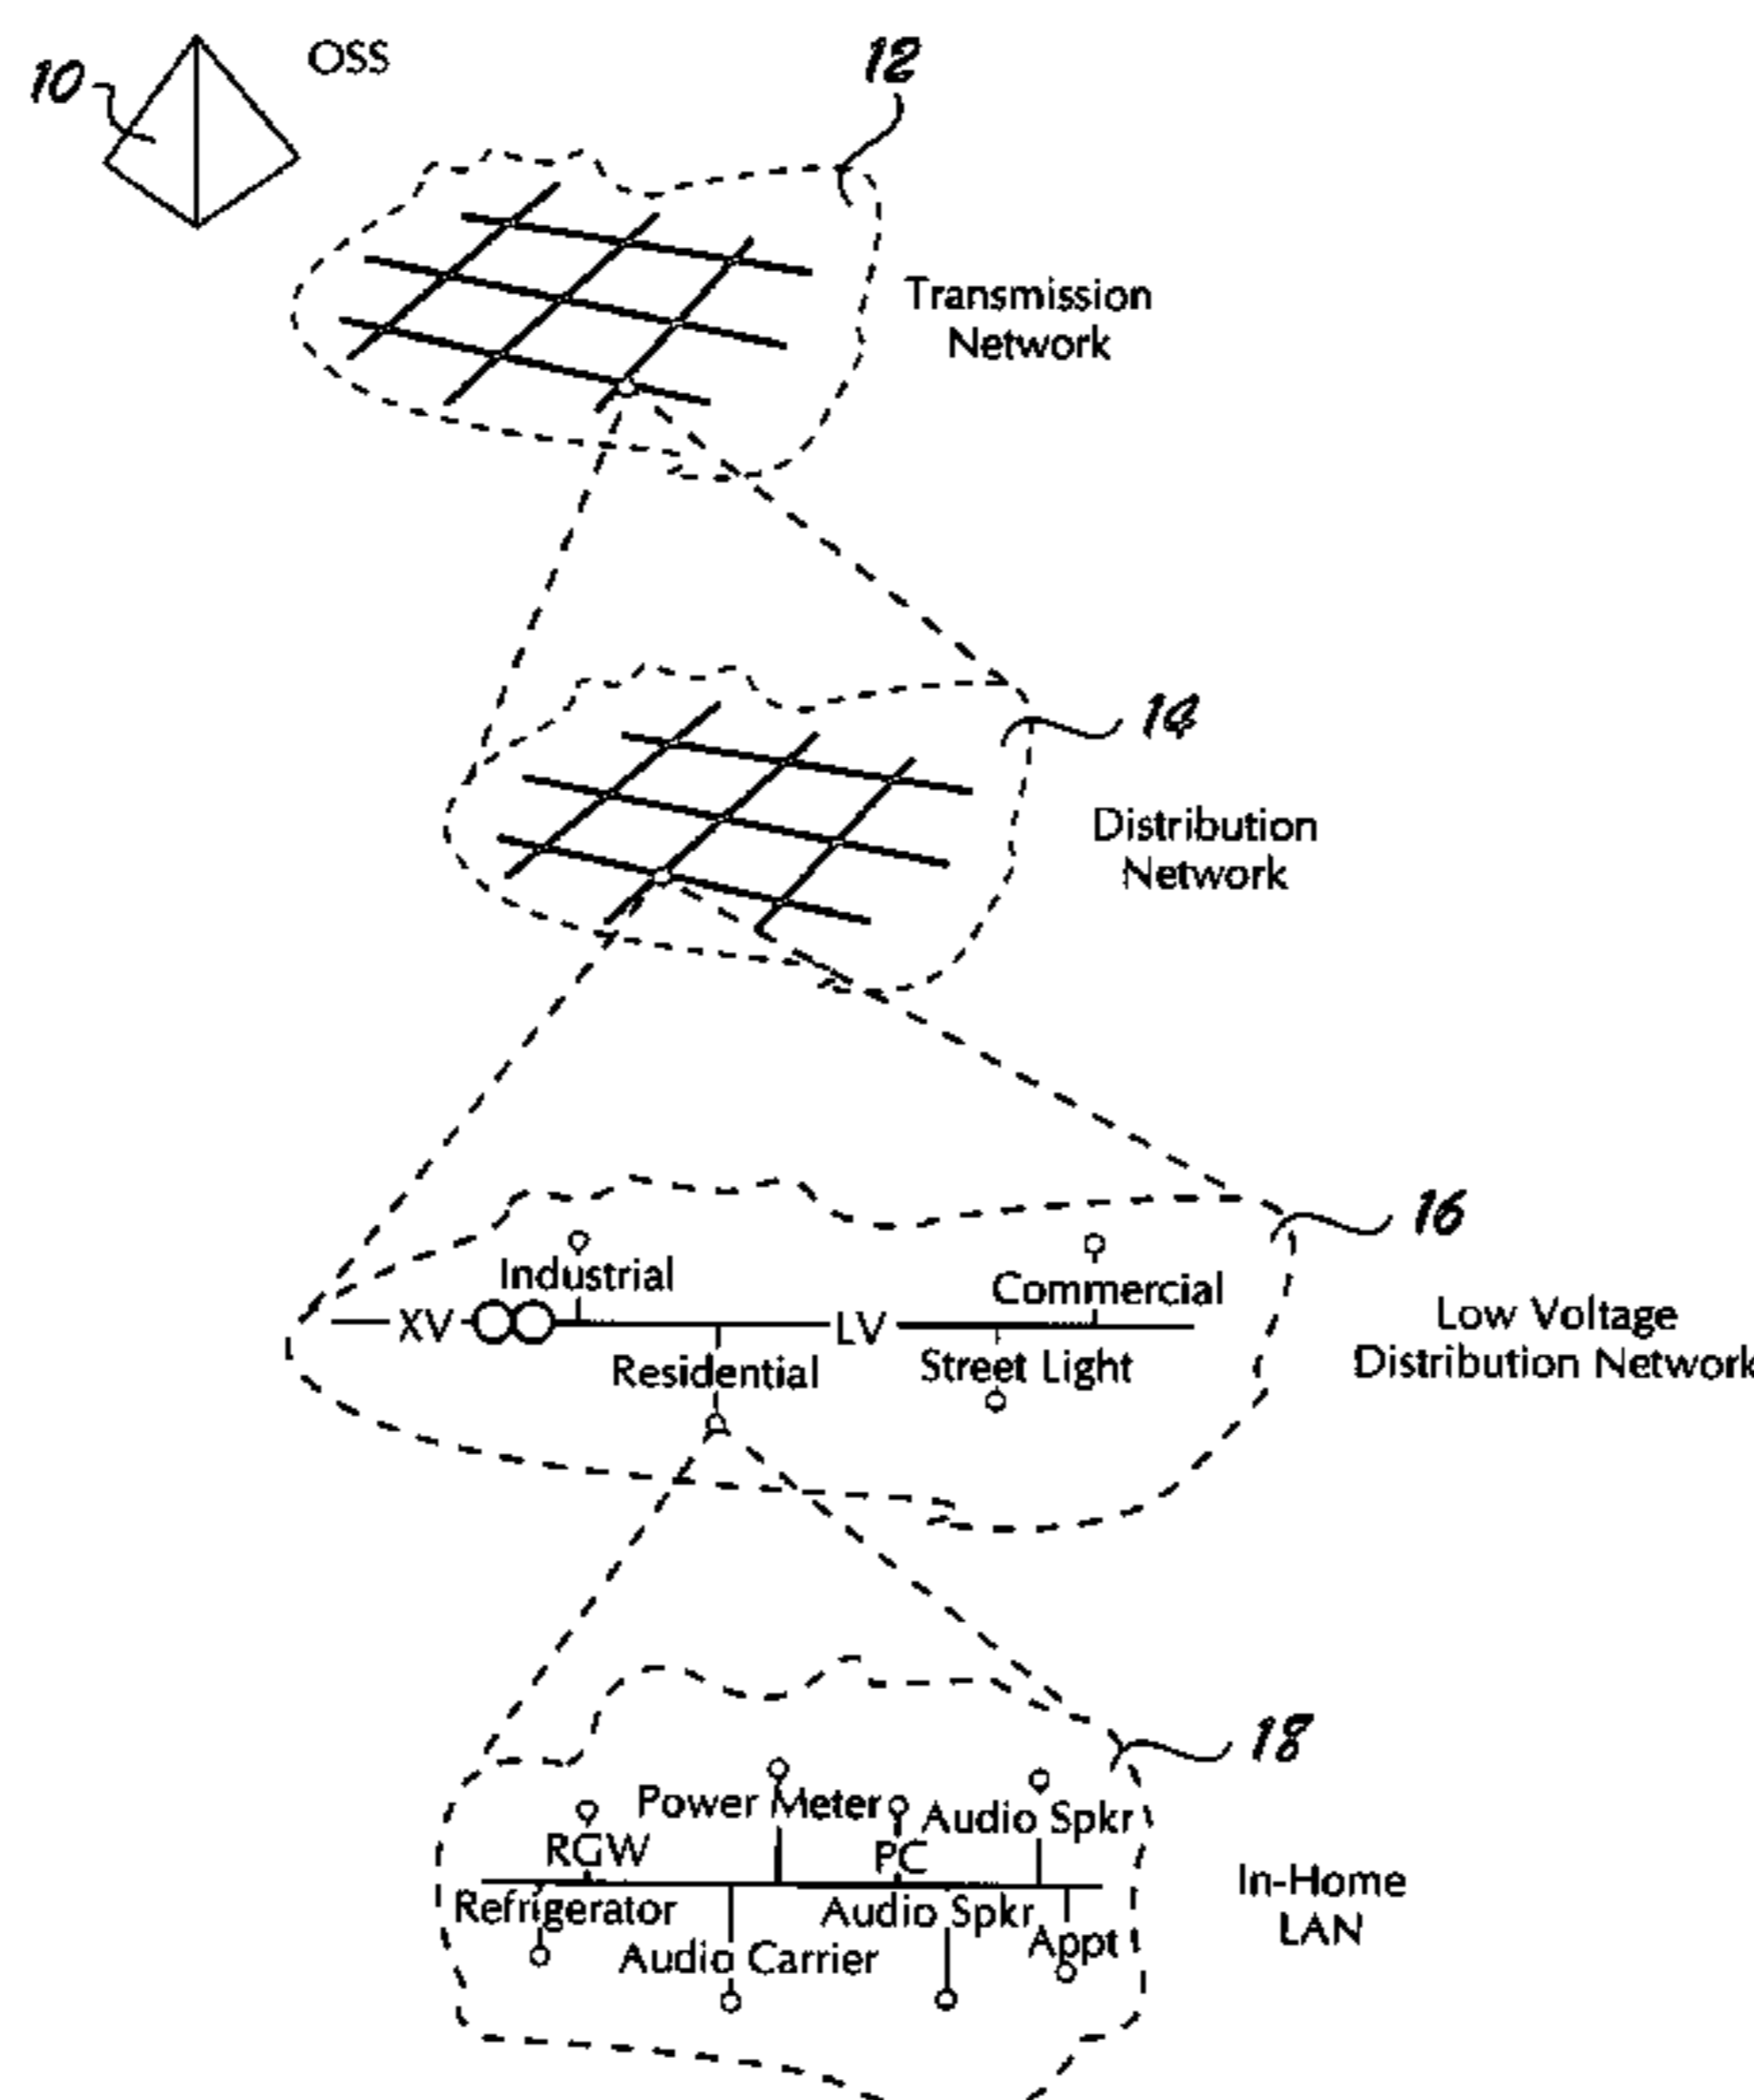 10
OSS
12
Transmission
Network
14
Distribution
Network
16
Industrial
Commercial
XV
LV
Low Voltage
Distribution Network
Residential
Street Light
18
Power Meter
Audio Spkr
RGW
PC
In-Home
LAN
Refrigerator
Audio Spkr
Appt
Audio Carrier